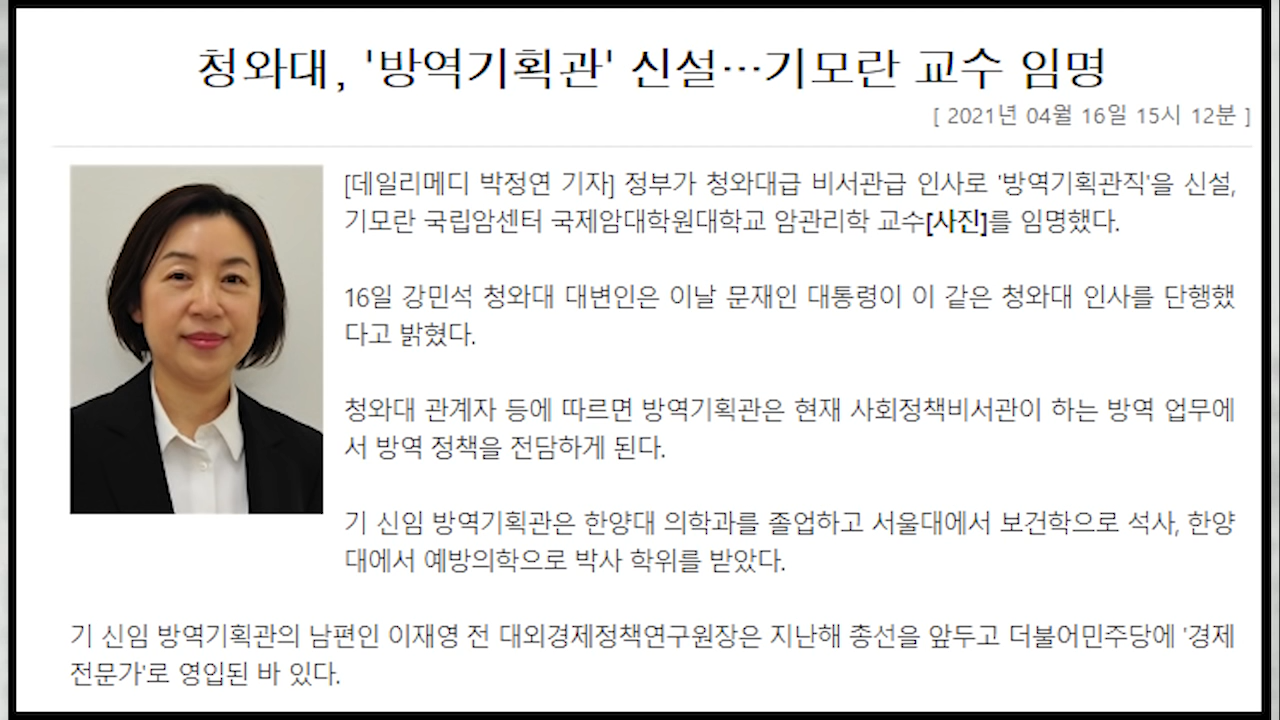 청와대, '방역기획관' 신설…기모란 교수 임명
[ 2021년 04월 16일 15시 12분 ]
[데일리메디 박정연 기자] 정부가 청와대급 비서관급 인사로 '방역기획관직'을 신설,
기모란 국립암센터 국제암대학원대학교 암관리학 교수[사진]를 임명했다.
16일 강민석 청와대 대변인은 이날 문재인 대통령이 이 같은 청와대 인사를 단행했
다고 밝혔다.
청와대 관계자 등에 따르면 방역기획관은 현재 사회정책비서관이 하는 방역 업무에
서 방역 정책을 전담하게 된다.
기 신임 방역기획관은 한양대 의학과를 졸업하고 서울대에서 보건학으로 석사, 한양
대에서 예방의학으로 박사 학위를 받았다.
기 신임 방역기획관의 남편인 이재영 전 대외경제정책연구원장은 지난해 총선을 앞두고 더불어민주당에 '경제
전문가'로 영입된 바 있다.